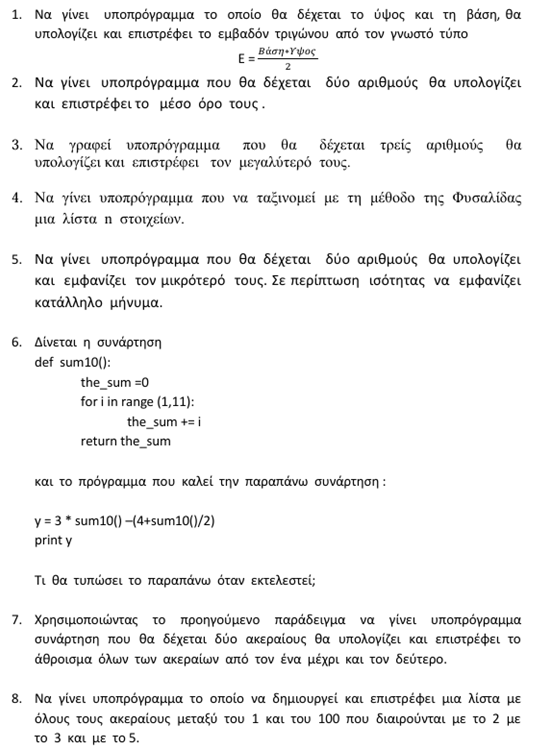 1. Να γίνει υποπρόγραμμα το οποίο θα δέχεται το ύψος και τη βάση, θα
υπολογίζει και επιστρέφει το εμβαδόν τριγώνου από τον γνωστό τύπο
Ε = Βάση∗Υψος / 2
2. Να γίνει υποπρόγραμμα που θα δέχεται δύο αριθμούς θα υπολογίζει
και επιστρέφει το μέσο όρο τους .
3. Να γραφεί υποπρόγραμμα που θα δέχεται τρείς αριθμούς θα
υπολογίζει και επιστρέφει τον μεγαλύτερό τους.
4. Να γίνει υποπρόγραμμα που να ταξινομεί με τη μέθοδο της Φυσαλίδας
μια λίστα n στοιχείων.
5. Να γίνει υποπρόγραμμα που θα δέχεται δύο αριθμούς θα υπολογίζει
και εμφανίζει τον μικρότερό τους. Σε περίπτωση ισότητας να εμφανίζει
κατάλληλο μήνυμα.
6. Δίνεται η συνάρτηση
def sum10():
the_sum =0
for i in range (1,11):
the_sum += i
return the_sum
και το πρόγραμμα που καλεί την παραπάνω συνάρτηση :
y = 3 * sum10() –(4+sum10()/2)
print y
Τι θα τυπώσει το παραπάνω όταν εκτελεστεί;
7. Χρησιμοποιώντας το προηγούμενο παράδειγμα να γίνει υποπρόγραμμα
συνάρτηση που θα δέχεται δύο ακεραίους θα υπολογίζει και επιστρέφει το
άθροισμα όλων των ακεραίων από τον ένα μέχρι και τον δεύτερο.
8. Να γίνει υποπρόγραμμα το οποίο να δημιουργεί και επιστρέφει μια λίστα με
όλους τους ακεραίους μεταξύ του 1 και του 100 που διαιρούνται με το 2 με
το 3 και με το 5.